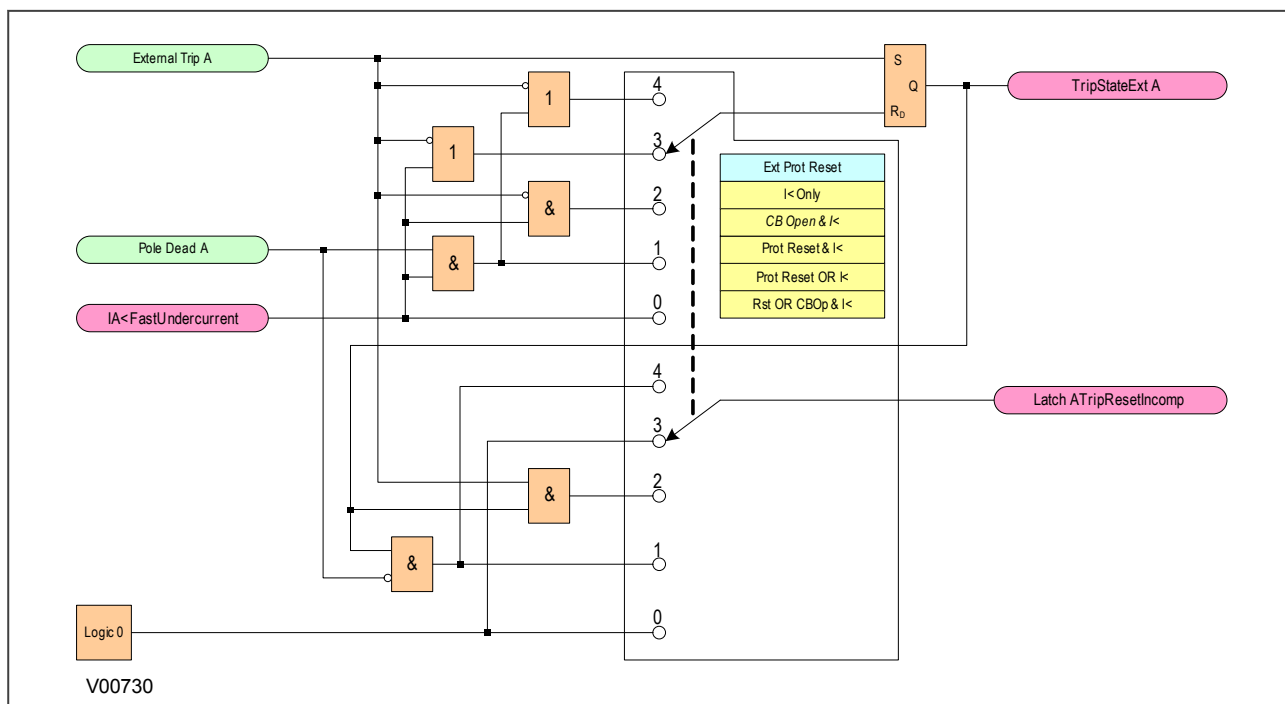 External Trip A
S
Q
RD
TripStateExt A
1
4
1
3
Ext Prot Reset
I< Only
CB Open & I<
Prot Reset & I<
Prot Reset OR I<
Rst OR CBOp & I<
&
2
Pole Dead A
&
1
IA< FastUndercurrent
0
4
Latch ATripResetIncomp
3
&
2
&
1
Logic 0
0
V00730